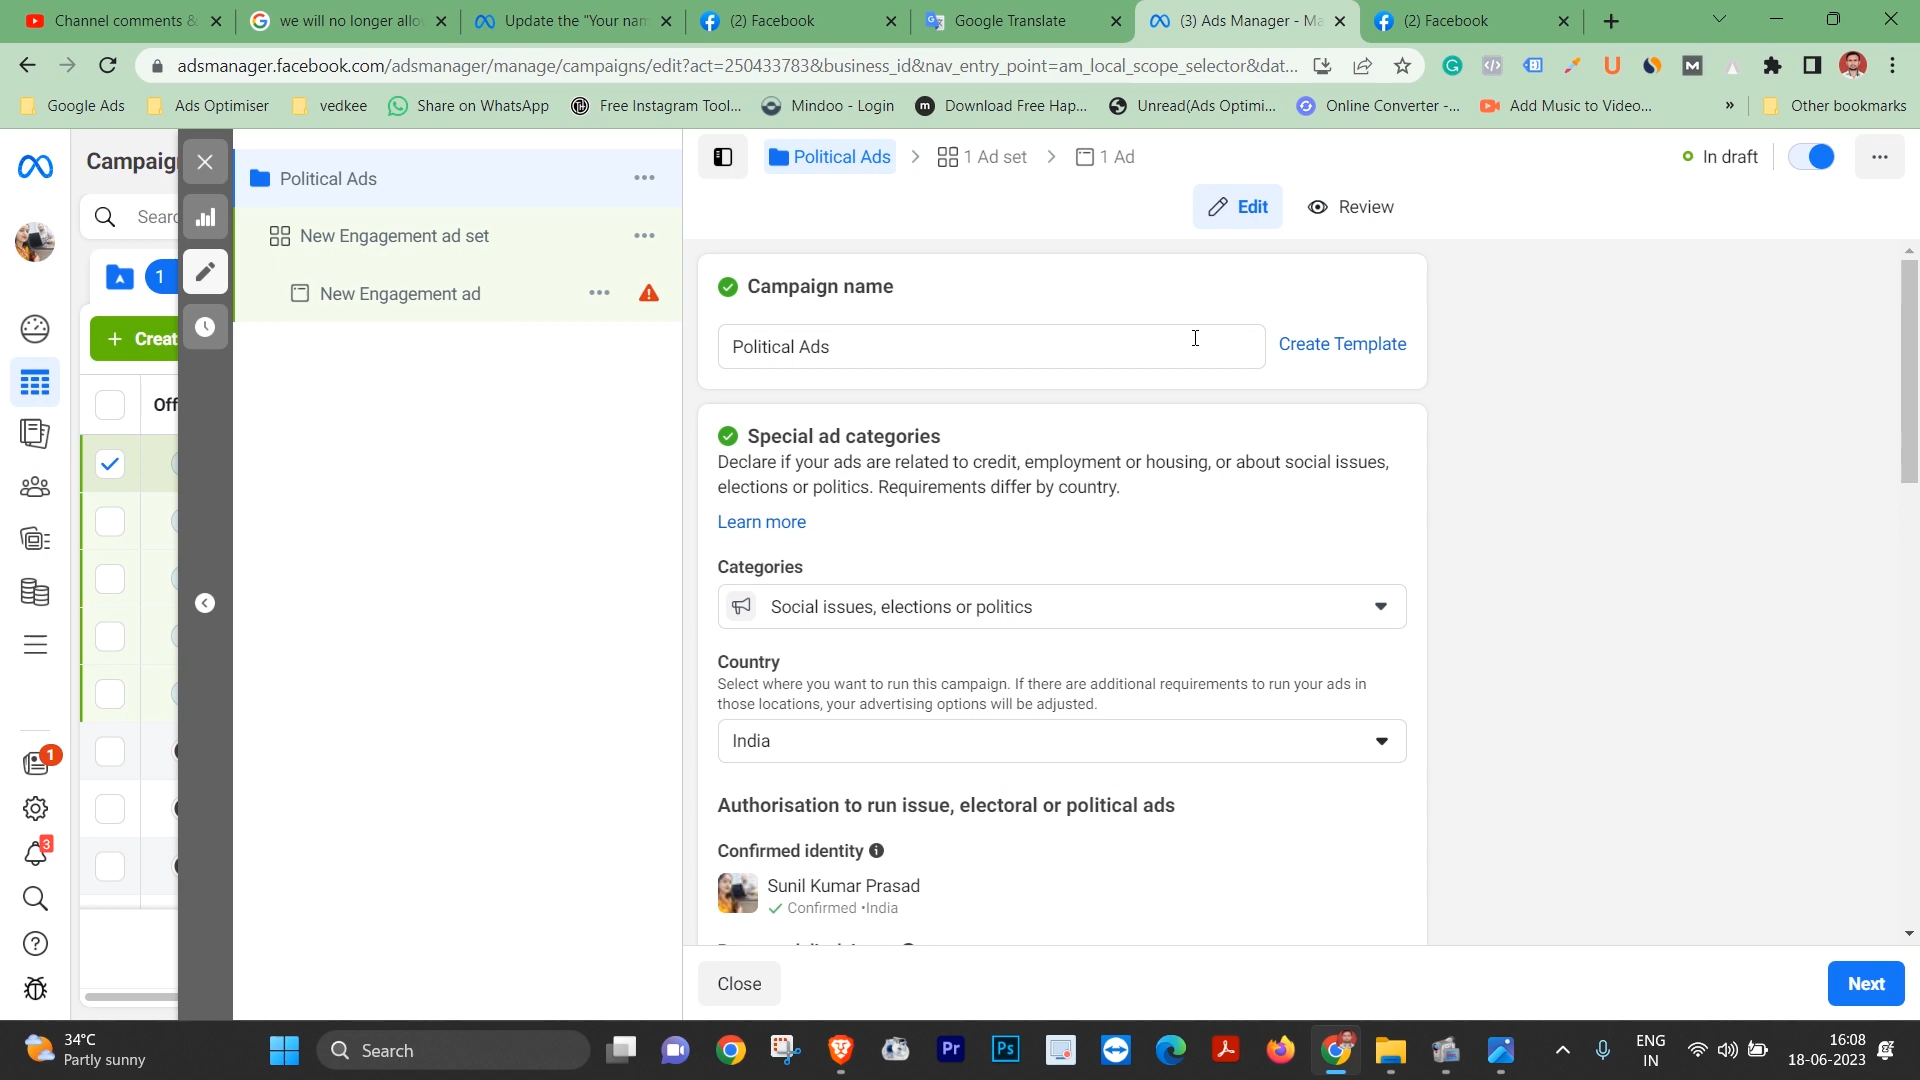 Channel comments &
we will no longer allo
Update the "Your nam
(2) Facebook
Google Translate
(3) Ads Manager - Ma
(2) Facebook
adsmanager.facebook.com/adsmanager/manage/campaigns/edit?act=250433783&business_id&nav_entry_point=am_local_scope_selector&dat...
Google Ads
Ads Optimiser
vedkee
Share on WhatsApp
Free Instagram Tool...
Mindoo - Login
Download Free Hap...
Unread(Ads Optimi...
Online Converter -...
Add Music to Video...
»
Other bookmarks
Campaig
Political Ads
Political Ads > 1 Ad set > 1 Ad
In draft
Edit
Review
Sear
New Engagement ad set
1
New Engagement ad
+ Creat
Off
Campaign name
Political Ads
Create Template
Special ad categories
Declare if your ads are related to credit, employment or housing, or about social issues,
elections or politics. Requirements differ by country.
Learn more
Categories
Social issues, elections or politics
Country
Select where you want to run this campaign. If there are additional requirements to run your ads in
those locations, your advertising options will be adjusted.
India
Authorisation to run issue, electoral or political ads
Confirmed identity
Sunil Kumar Prasad
Confirmed •India
1
3
Close
Next
34°C
Partly sunny
Search
Pr
Ps
ENG
IN
16:08
18-06-2023